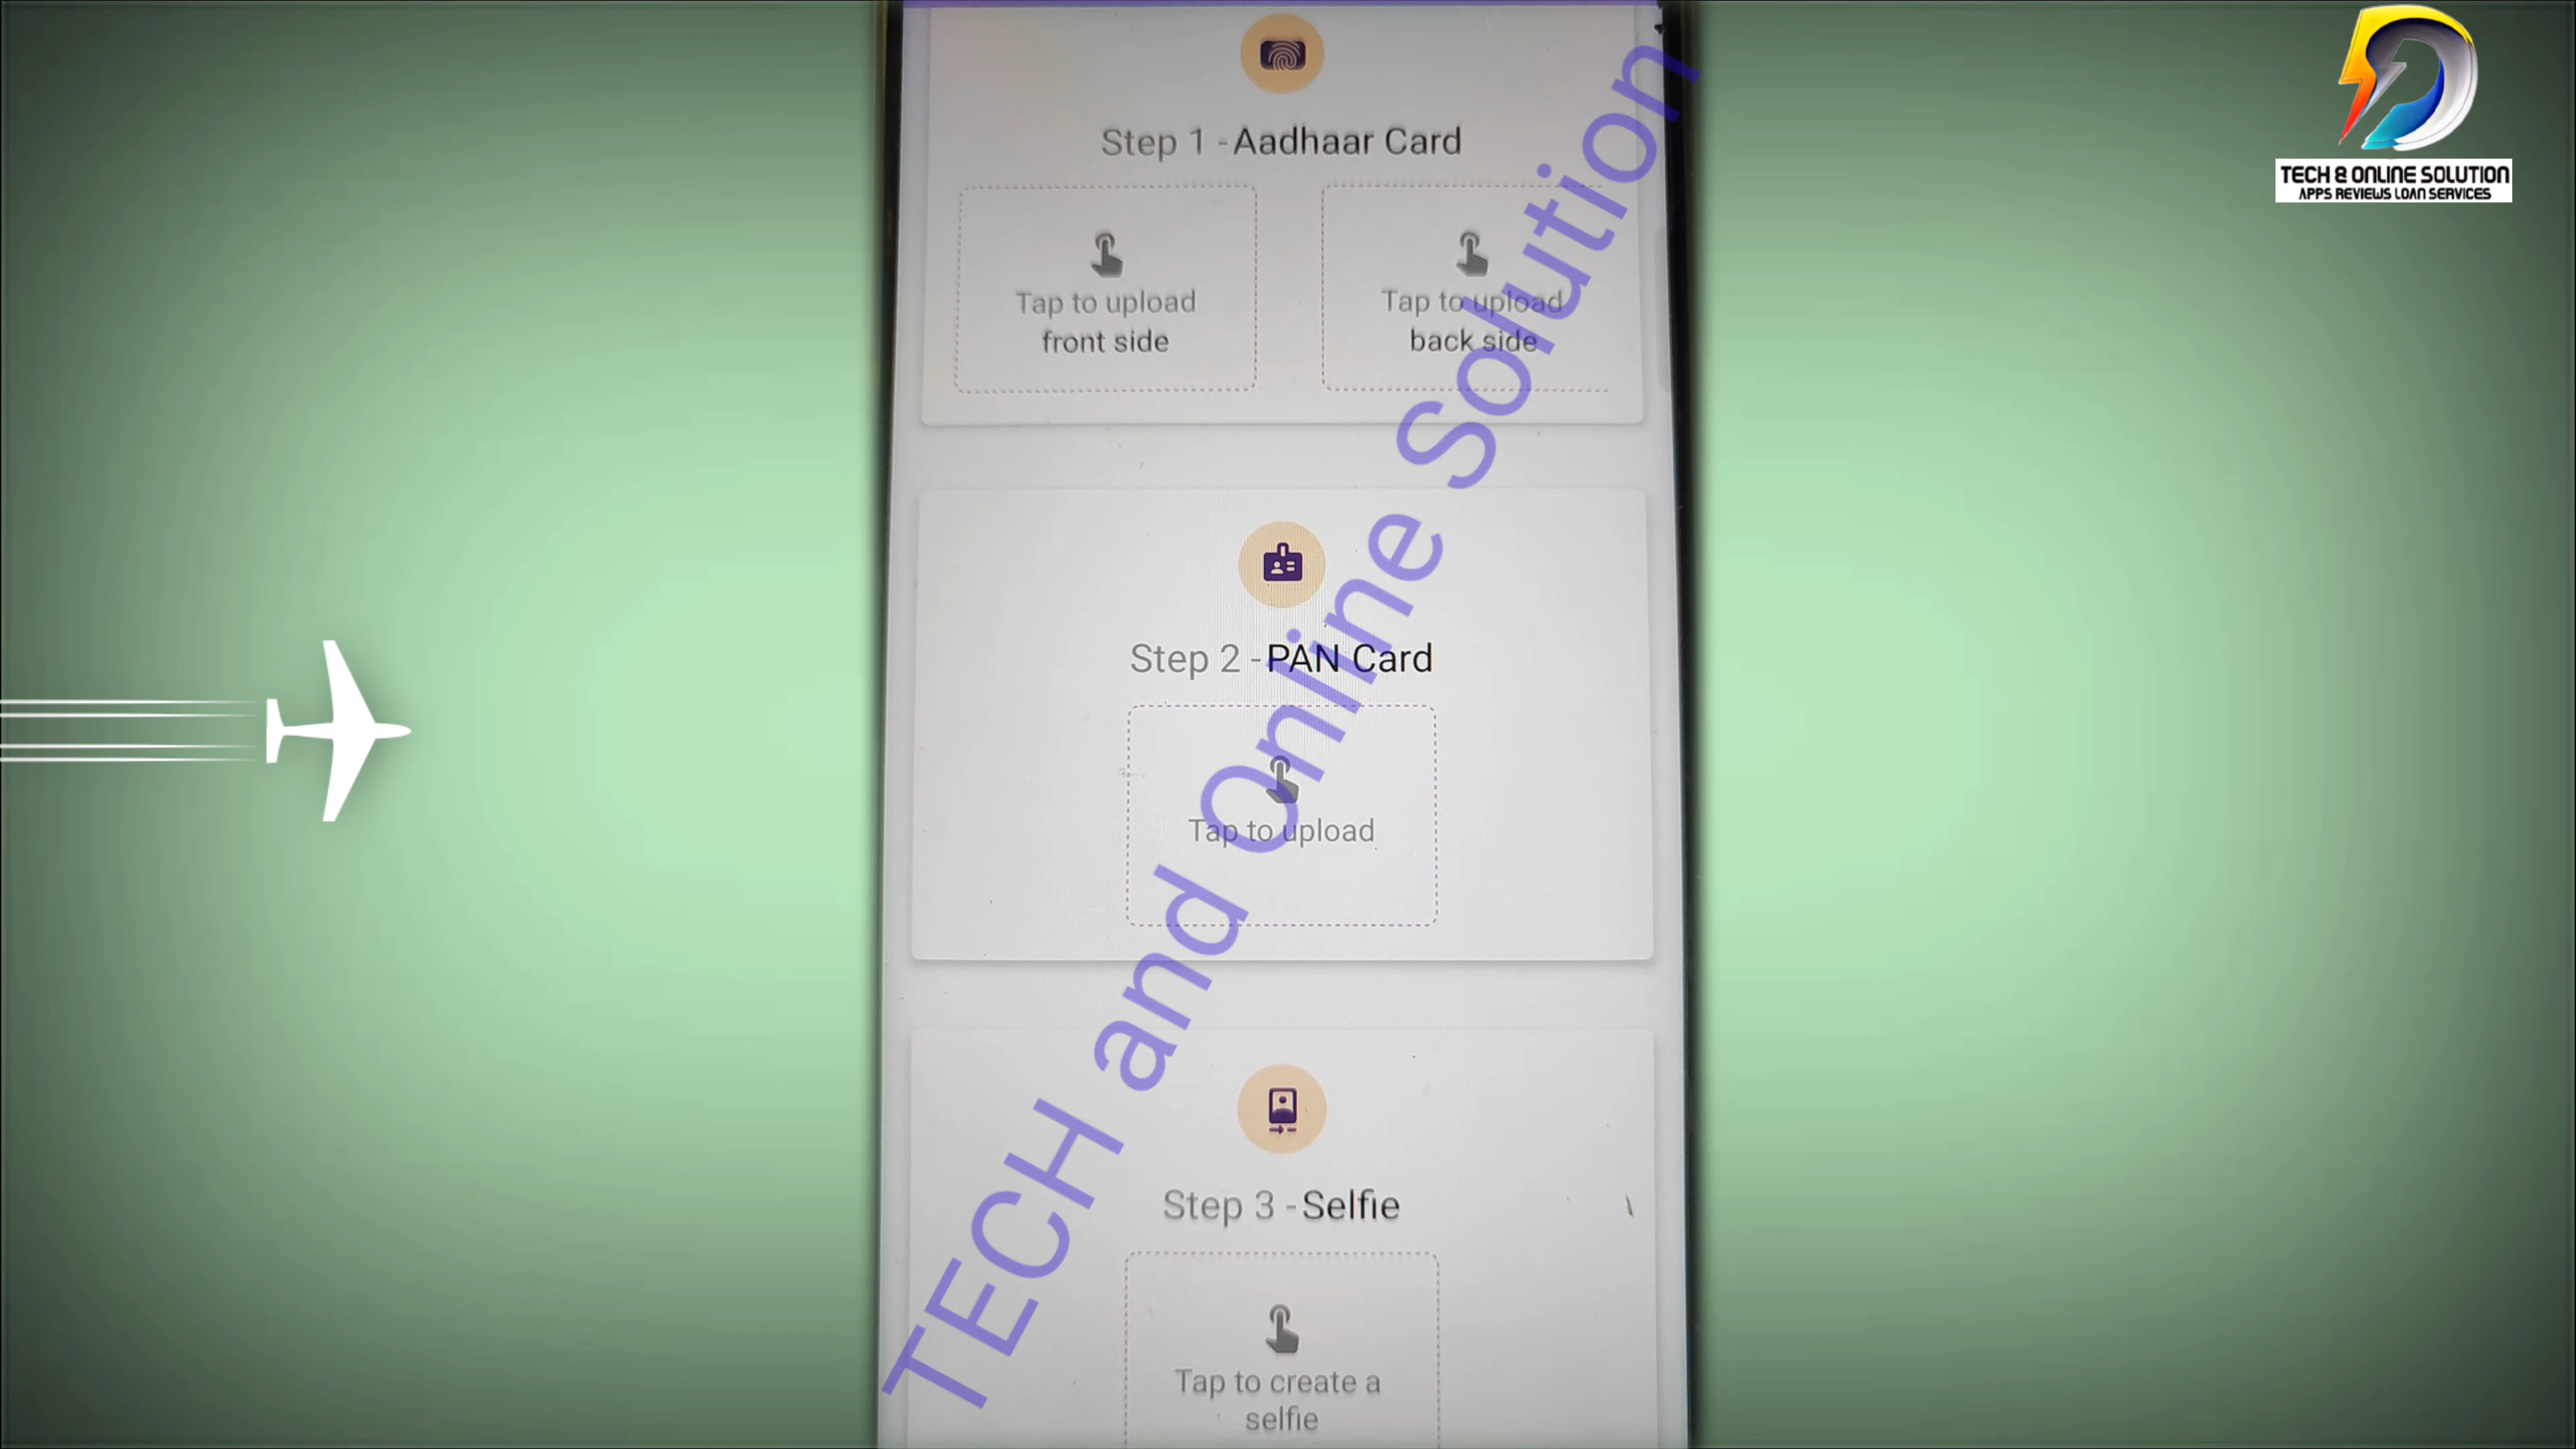 TECH & ONLINE SOLUTION
APPS REVIEWS LOAN SERVICES
Step 1 - Aadhaar Card
Tap to upload
front side
Tap to upload
back side
Step 2 - PAN Card
Tap to upload
Step 3 - Selfie
Tap to create a
selfie
TECH and Online Solution